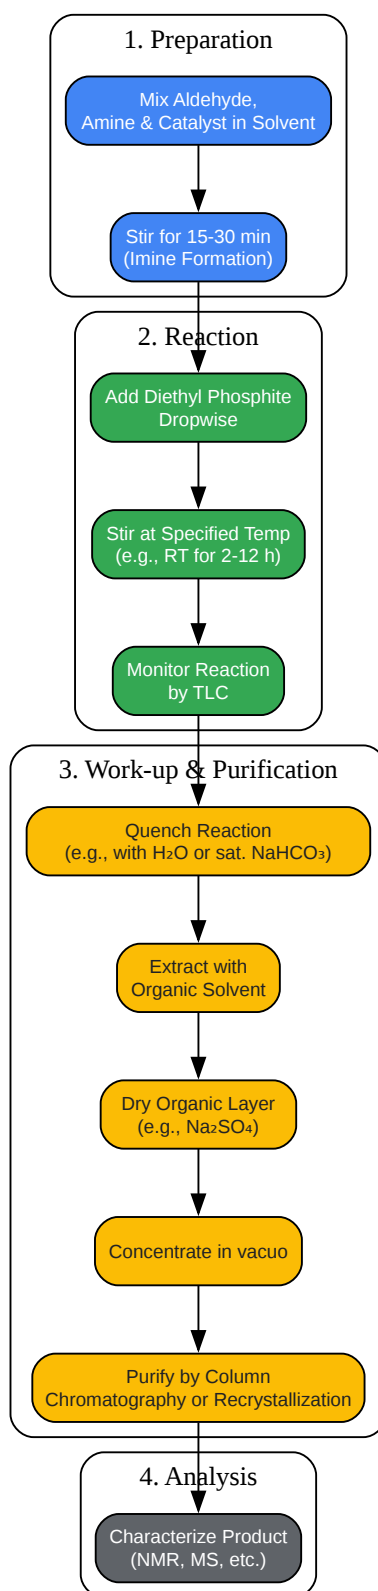 1. Preparation
Mix Aldehyde,
Amine & Catalyst in Solvent
Stir for 15-30 min
(Imine Formation)
2. Reaction
Add Diethyl Phosphite
Dropwise
Stir at Specified Temp
(e.g., RT for 2-12 h)
Monitor Reaction
by TLC
3. Work-up & Purification
Quench Reaction
(e.g., with H₂O or sat. NaHCO₃)
Extract with
Organic Solvent
Dry Organic Layer
(e.g., Na₂SO₄)
Concentrate in vacuo
Purify by Column
Chromatography or Recrystallization
4. Analysis
Characterize Product
(NMR, MS, etc.)